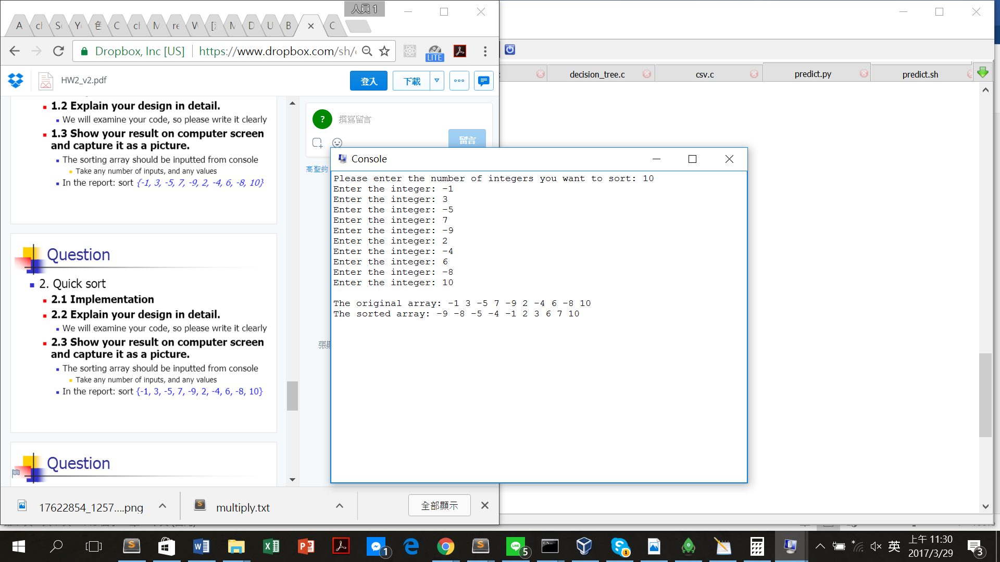 人員 1
A
cl
S
Y
C
cl
M
re
W
M
D
U
B
C
Dropbox, Inc [US]
https://www.dropbox.com/sh/
LITE
HW2_v2.pdf
登入
下載
1.2 Explain your design in detail.
We will examine your code, so please write it clearly
1.3 Show your result on computer screen
and capture it as a picture.
The sorting array should be inputted from console
Take any number of inputs, and any values
In the report: sort {-1, 3, -5, 7, -9, 2, -4, 6, -8, 10}
Question
2. Quick sort
2.1 Implementation
2.2 Explain your design in detail.
We will examine your code, so please write it clearly
2.3 Show your result on computer screen
and capture it as a picture.
The sorting array should be inputted from console
Take any number of inputs, and any values
In the report: sort {-1, 3, -5, 7, -9, 2, -4, 6, -8, 10}
Question
?
撰寫留言
留言
高聖鈞
decision_tree.c
csv.c
predict.py
predict.sh
Console
Please enter the number of integers you want to sort: 10
Enter the integer: -1
Enter the integer: 3
Enter the integer: -5
Enter the integer: 7
Enter the integer: -9
Enter the integer: 2
Enter the integer: -4
Enter the integer: 6
Enter the integer: -8
Enter the integer: 10
The original array: -1 3 -5 7 -9 2 -4 6 -8 10
The sorted array: -9 -8 -5 -4 -1 2 3 6 7 10
17622854_1257....png
multiply.txt
全部顯示
1
5
1
英
上午 11:30
2017/3/29
3